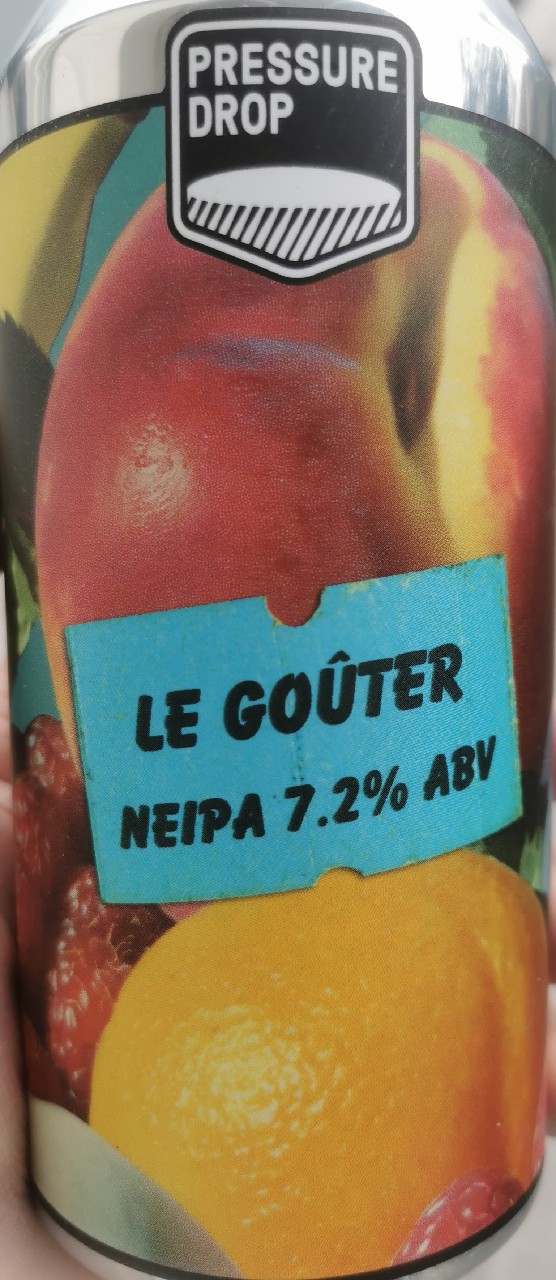 PRESSURE
DROP
LE GOÛTER
NEIPA 7.2% ABV